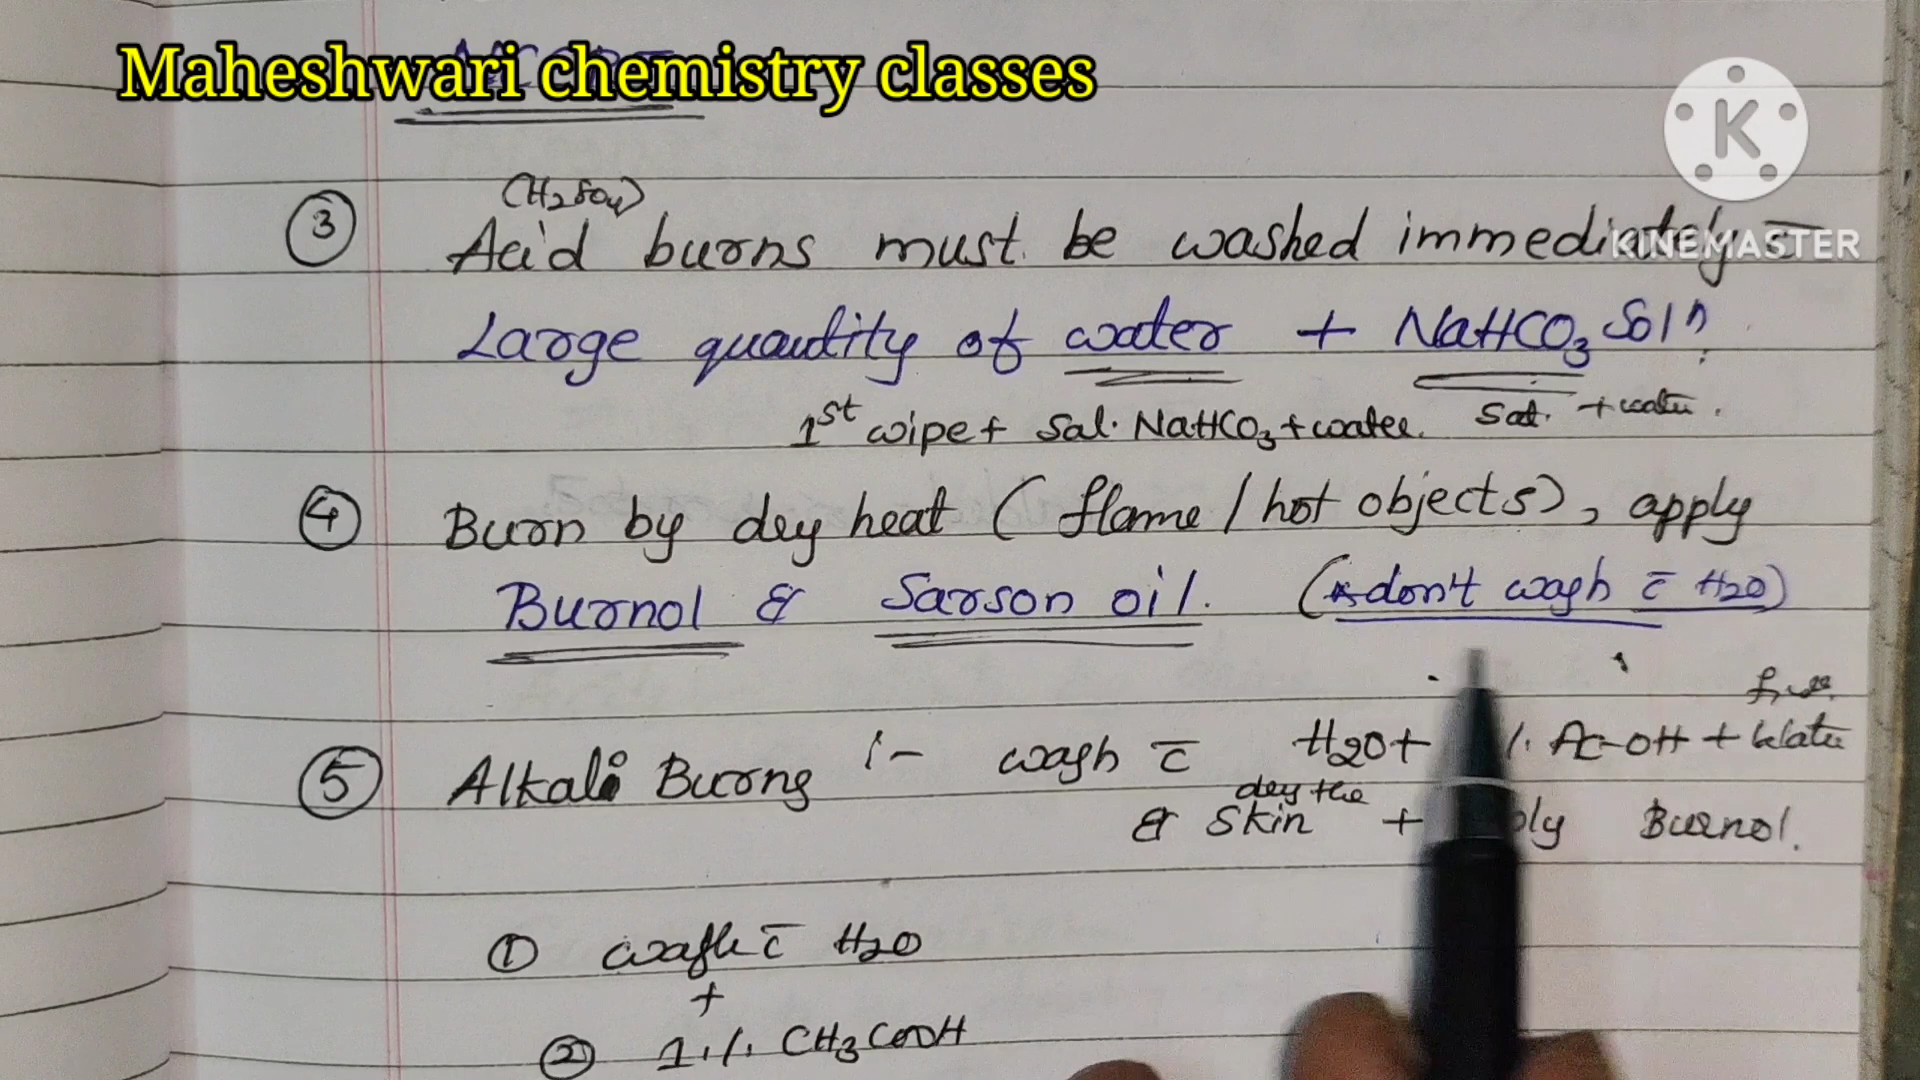 Maheshwari chemistry classes
K
KINEMASTER
(H2SO4)
③ Acid burns must be washed immediately c̄
Large quantity of water + NaHCO3 Soln.
Sat. + water.
1st wipe + Sat. NaHCO3 + water.
④ Burn by dry heat (flame / hot objects), apply
Burnol & Sarson oil. (*don't wash c̄ H2O)
⑤ Alkali Burns :- wash c̄ H2O + %. Ac-OH + Water
dry the
& Skin + Burnol.
① wash c̄ H2O
+
② 1% CH3COOH